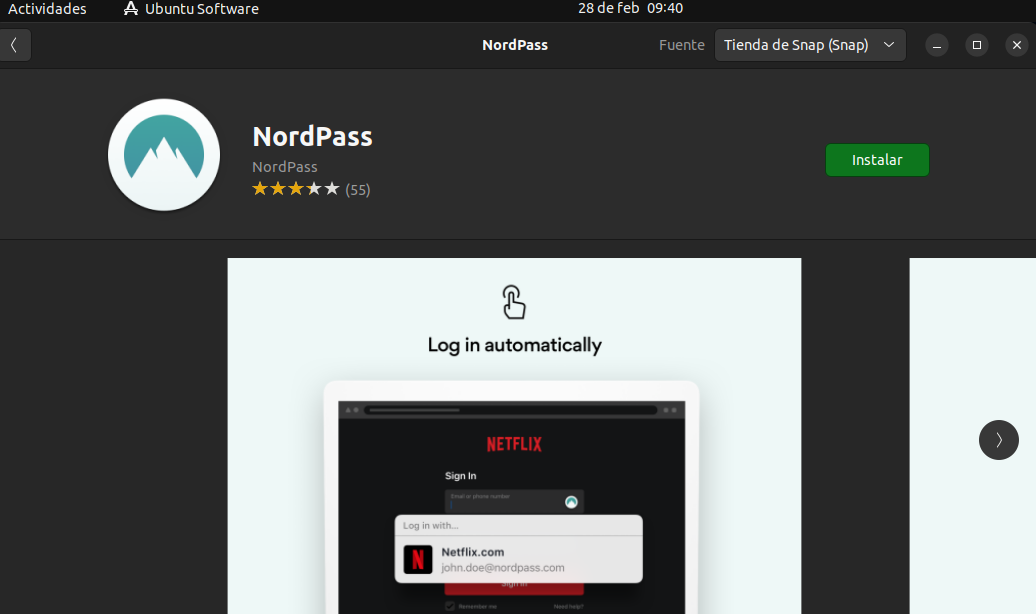 Actividades Ubuntu Software 28 de feb 09:40
NordPass Fuente Tienda de Snap (Snap)
NordPass
NordPass
(55)
Instalar
Log in automatically
NETFLIX
Sign In
Email or phone number
Log in with...
Netflix.com
john.doe@nordpass.com
Sign In
Remember me Need help?